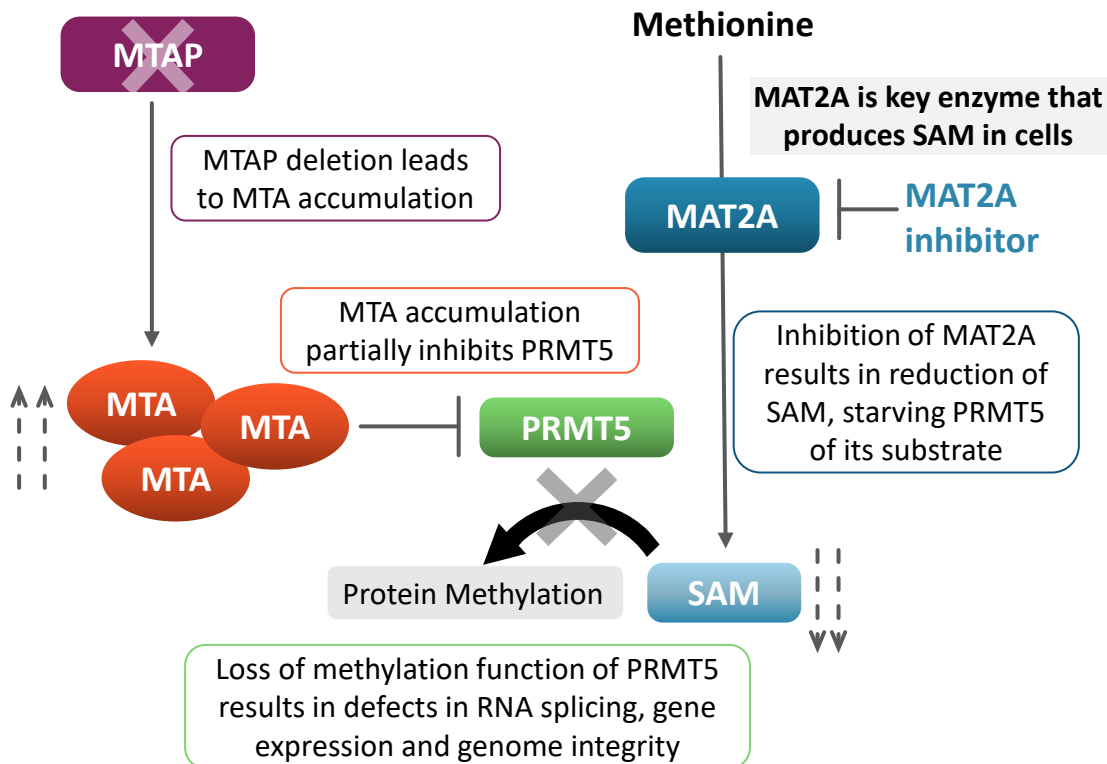 MTAP
Methionine
MAT2A is key enzyme that
produces SAM in cells
MTAP deletion leads
to MTA accumulation
MAT2A
MAT2A
inhibitor
MTA accumulation
partially inhibits PRMT5
Inhibition of MAT2A
results in reduction of
SAM, starving PRMT5
of its substrate
MTA
MTA
MTA
PRMT5
Protein Methylation
SAM
Loss of methylation function of PRMT5
results in defects in RNA splicing, gene
expression and genome integrity